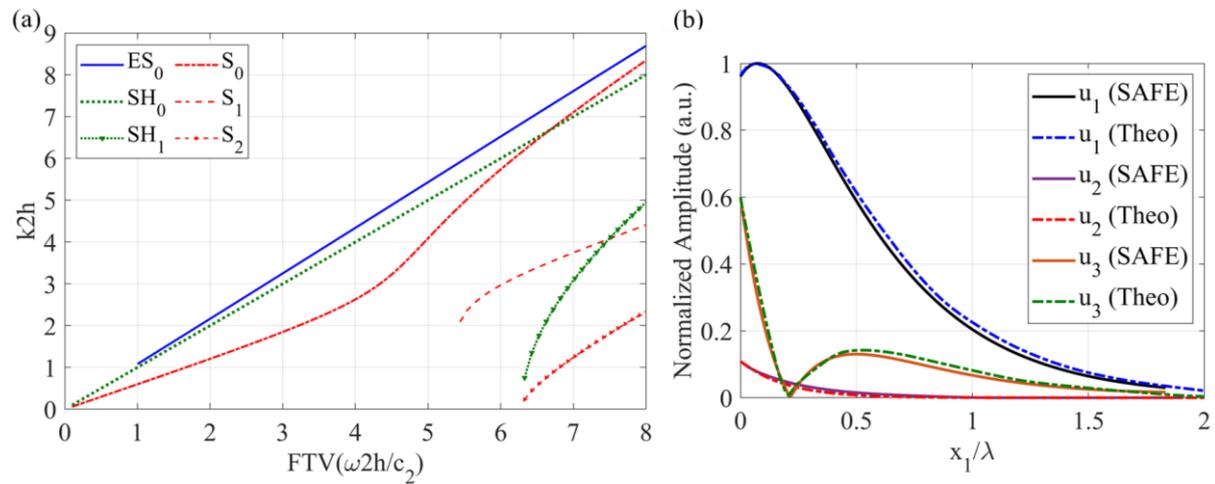 (a)
9
8
7
6
5
4
3
2
1
0
k2h
ES0
SH0
SH1
S0
S1
S2
0 1 2 3 4 5 6 7 8
FTV(ω2h/c2)
(b)
1
0.8
0.6
0.4
0.2
0
Normalized Amplitude (a.u.)
u1 (SAFE)
u1 (Theo)
u2 (SAFE)
u2 (Theo)
u3 (SAFE)
u3 (Theo)
0 0.5 1 1.5 2
x1/λ